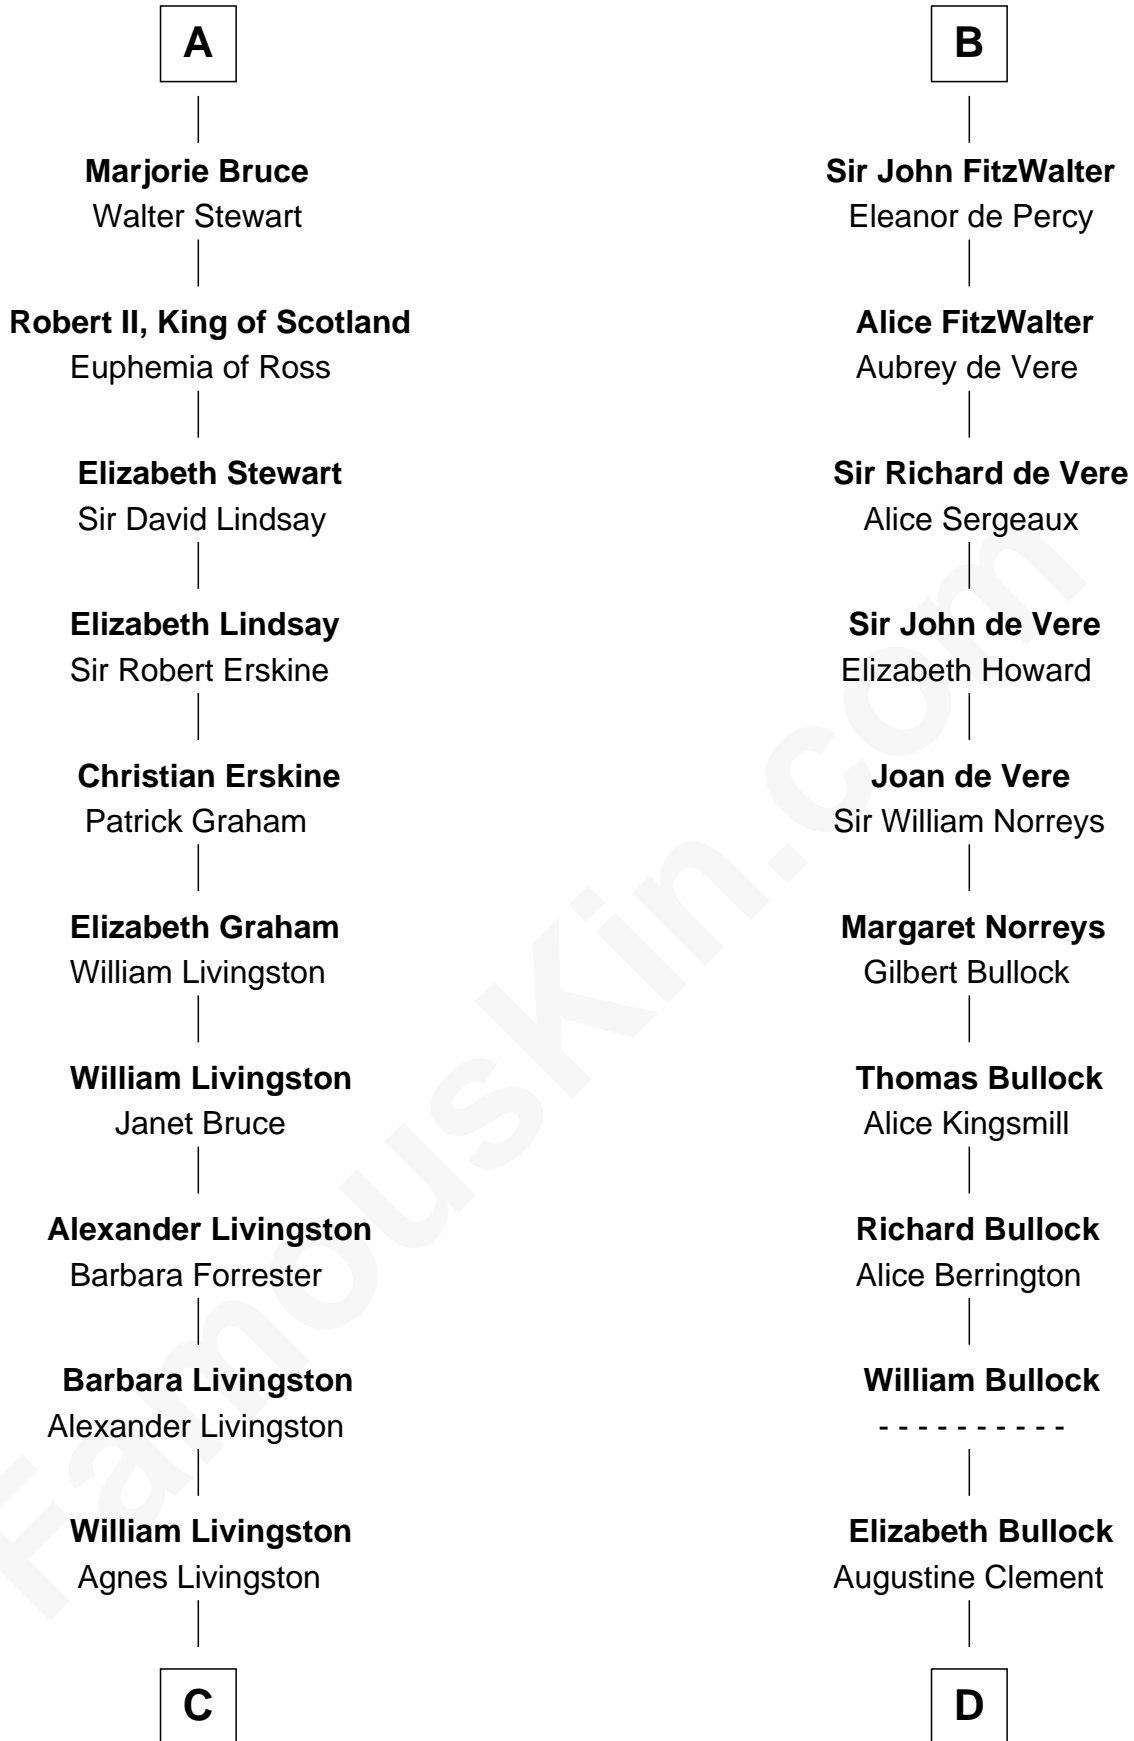 A
Marjorie Bruce
Walter Stewart
Robert II, King of Scotland
Euphemia of Ross
Elizabeth Stewart
Sir David Lindsay
Elizabeth Lindsay
Sir Robert Erskine
Christian Erskine
Patrick Graham
Elizabeth Graham
William Livingston
William Livingston
Janet Bruce
Alexander Livingston
Barbara Forrester
Barbara Livingston
Alexander Livingston
William Livingston
Agnes Livingston
C
B
Sir John FitzWalter
Eleanor de Percy
Alice FitzWalter
Aubrey de Vere
Sir Richard de Vere
Alice Sergeaux
Sir John de Vere
Elizabeth Howard
Joan de Vere
Sir William Norreys
Margaret Norreys
Gilbert Bullock
Thomas Bullock
Alice Kingsmill
Richard Bullock
Alice Berrington
William Bullock
- - - - - - - - - -
Elizabeth Bullock
Augustine Clement
D
FamousKin.com